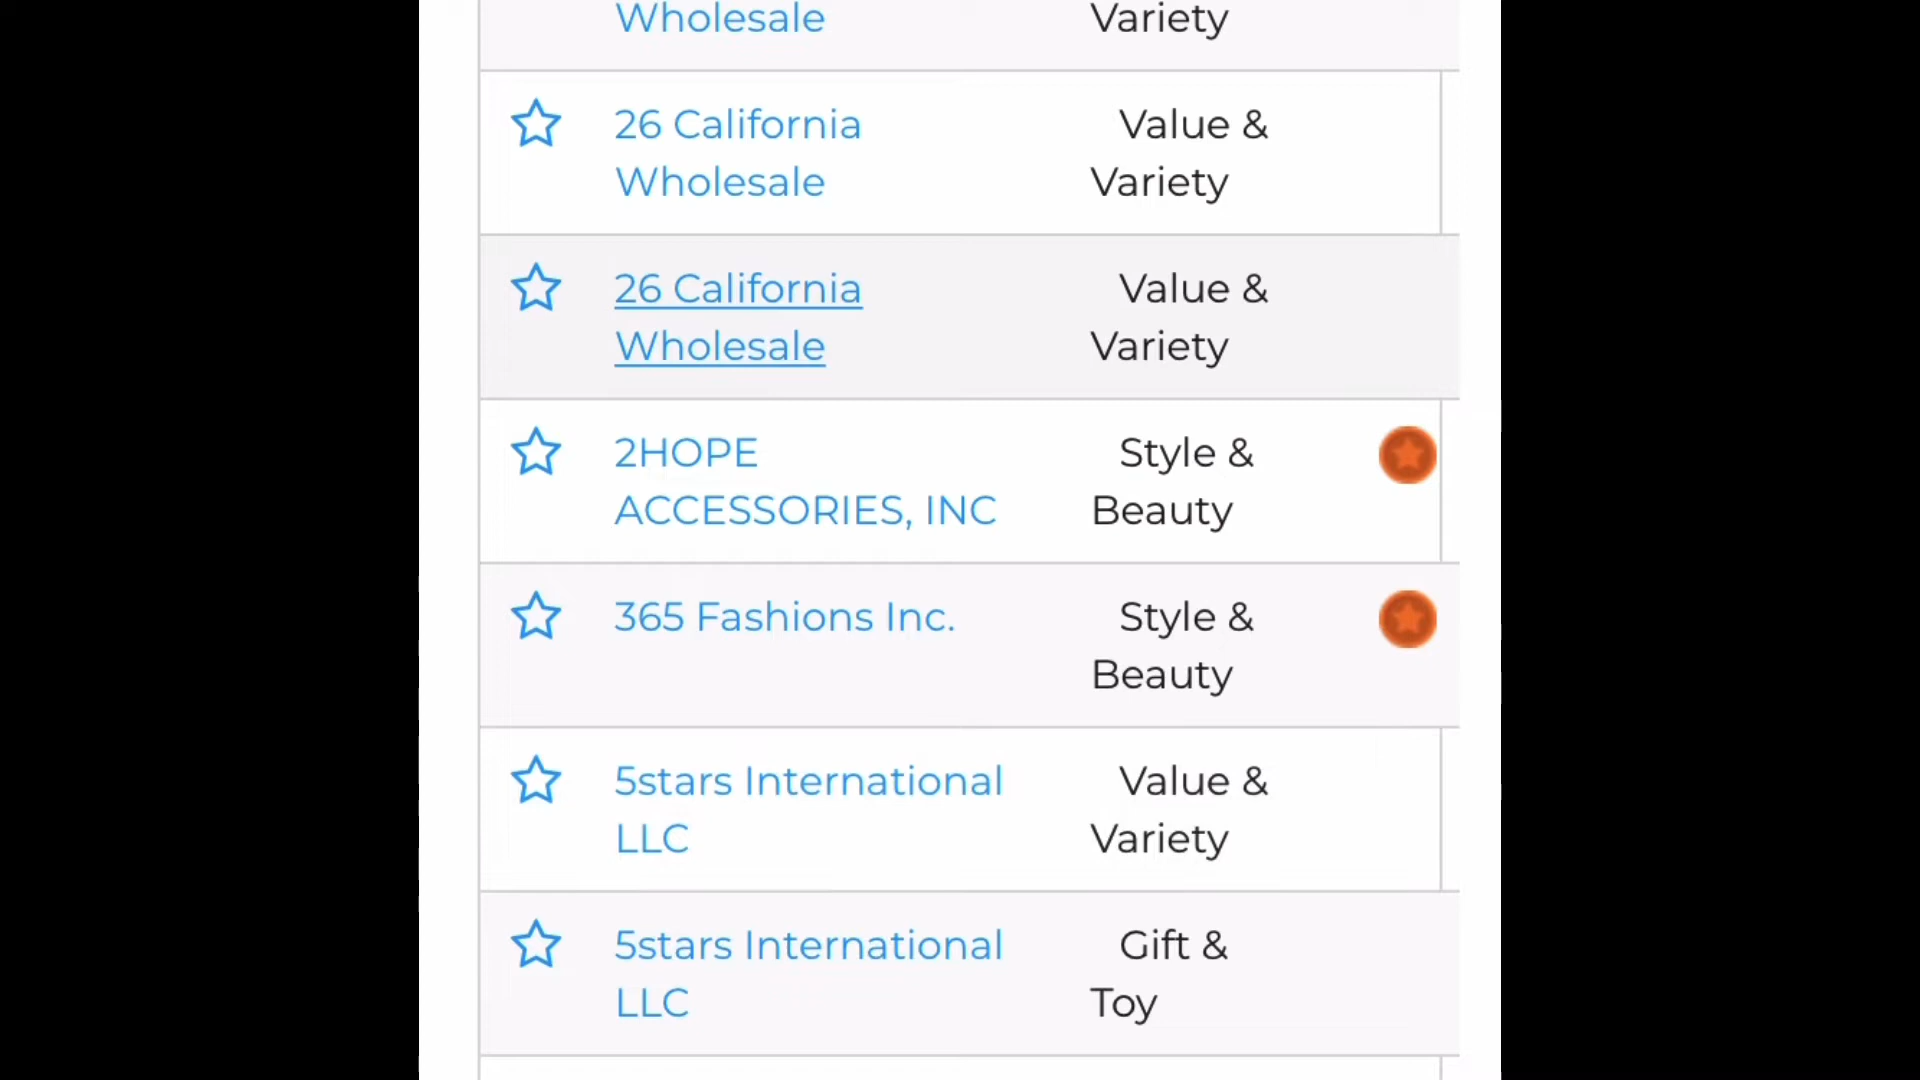 Wholesale Variety
26 California Value &
Wholesale Variety
26 California Value &
Wholesale Variety
2HOPE Style &
ACCESSORIES, INC Beauty
365 Fashions Inc. Style &
Beauty
5stars International Value &
LLC Variety
5stars International Gift &
LLC Toy